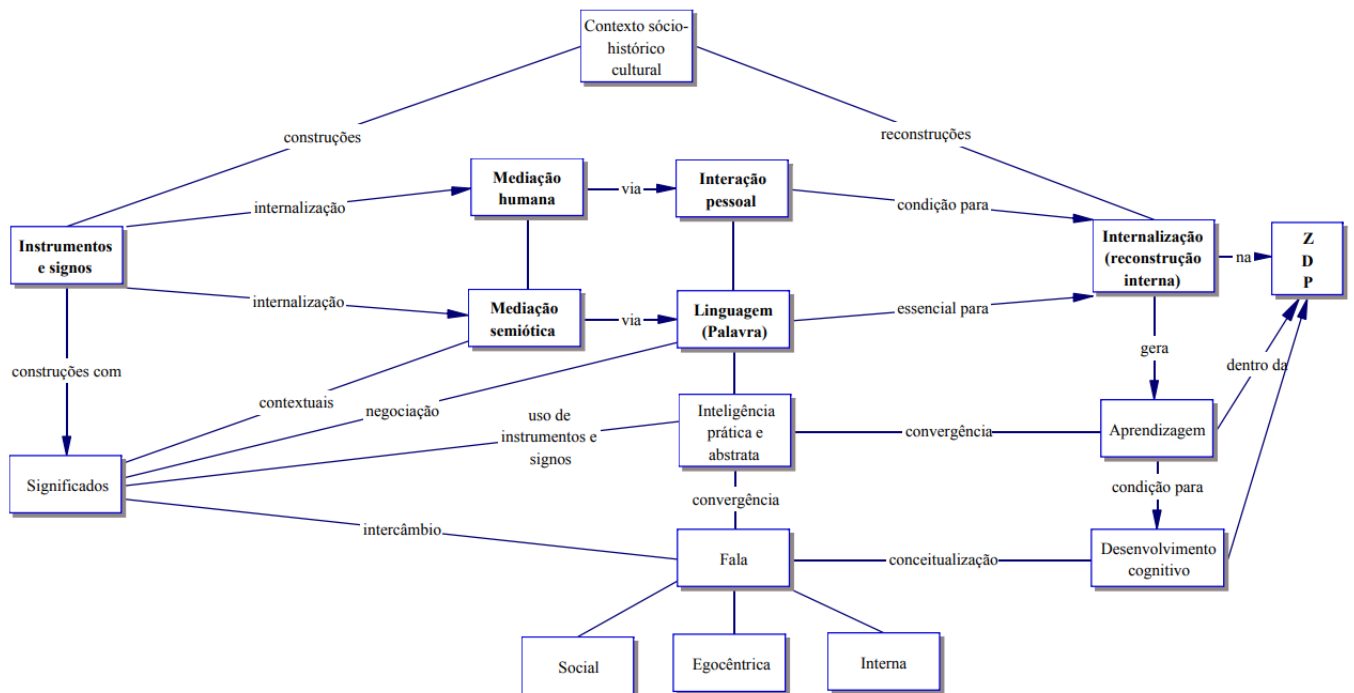 Contexto sócio-
histórico
cultural
construções
reconstruções
Mediação
humana
via
Interação
pessoal
internalização
condição para
Instrumentos
e signos
Internalização
(reconstrução
interna)
na
Z
D
P
internalização
Mediação
semiótica
via
Linguagem
(Palavra)
essencial para
gera
construções com
contextuais
negociação
dentro da
uso de
instrumentos e
signos
Inteligência
prática e
abstrata
convergência
Aprendizagem
Significados
convergência
condição para
intercâmbio
Fala
conceitualização
Desenvolvimento
cognitivo
Social
Egocêntrica
Interna